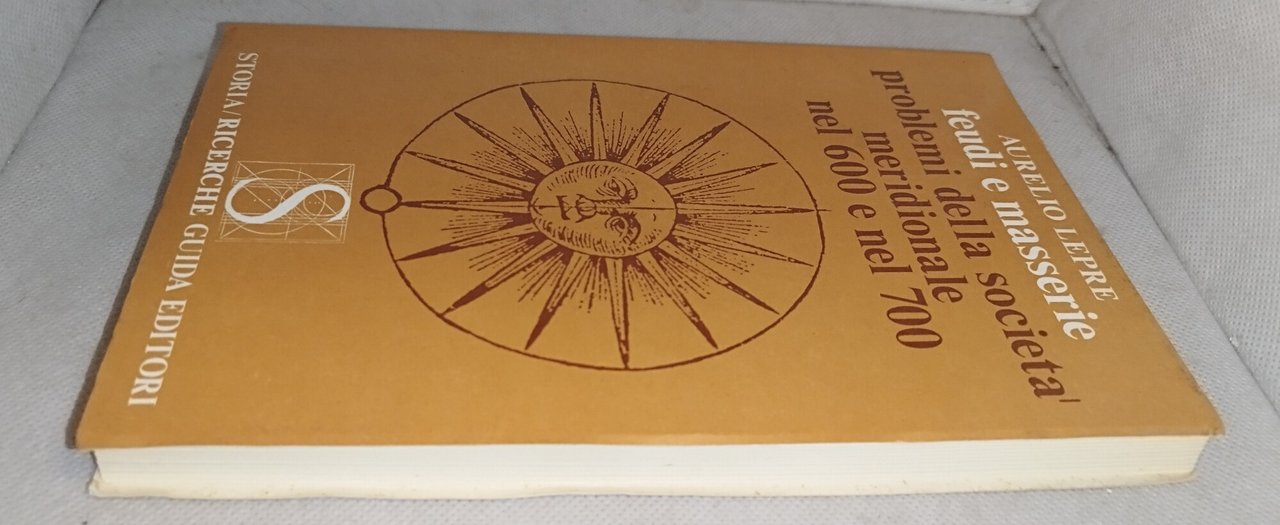 AURELIO LEPRE
feudi e masserie
problemi della societa'
meridionale
nel 600 e nel 700
S
STORIA/RICERCHE GUIDA EDITORI